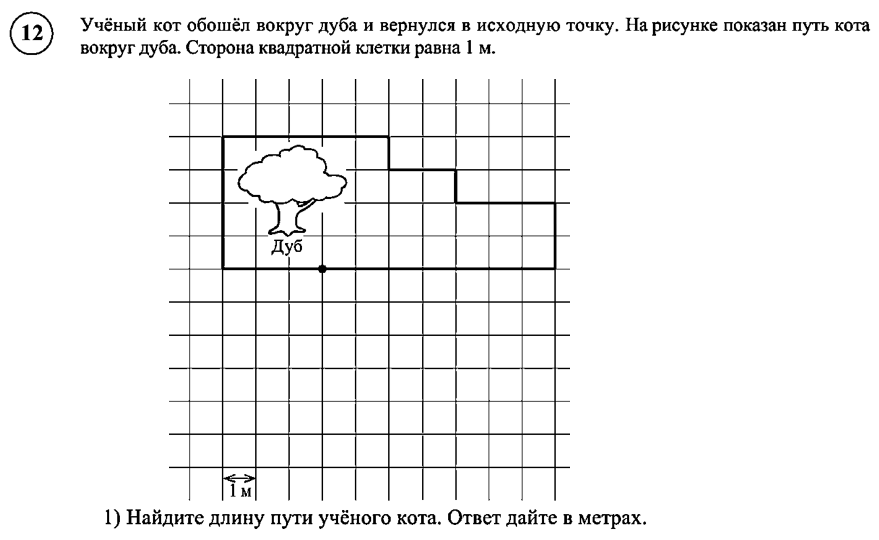 12
Учёный кот обошёл вокруг дуба и вернулся в исходную точку. На рисунке показан путь кота
вокруг дуба. Сторона квадратной клетки равна 1 м.
Дуб
1 м
1) Найдите длину пути учёного кота. Ответ дайте в метрах.